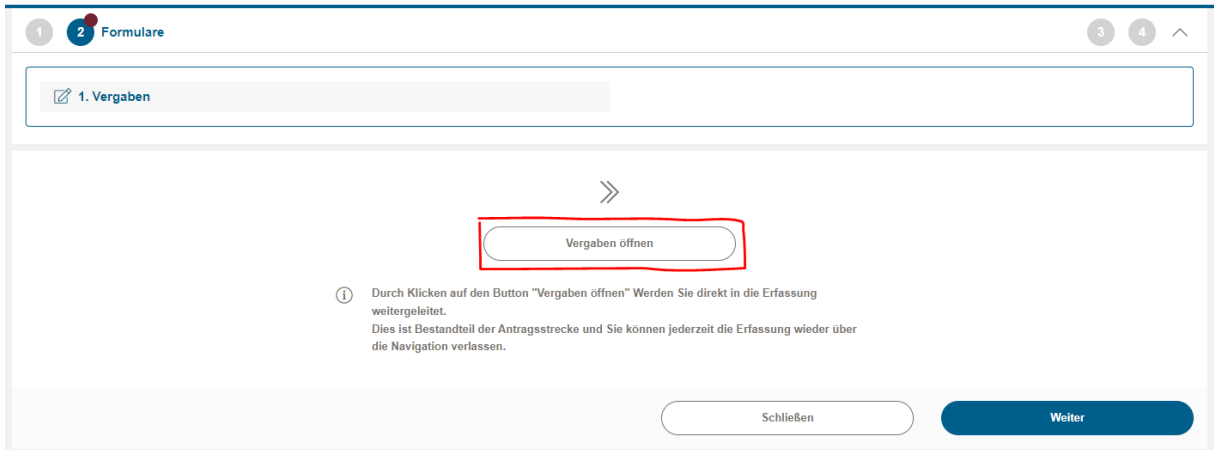 1 2 Formulare 3 4
1. Vergaben
Vergaben öffnen
Durch Klicken auf den Button "Vergaben öffnen" Werden Sie direkt in die Erfassung
weitergeleitet.
Dies ist Bestandteil der Antragsstrecke und Sie können jederzeit die Erfassung wieder über
die Navigation verlassen.
Schließen Weiter